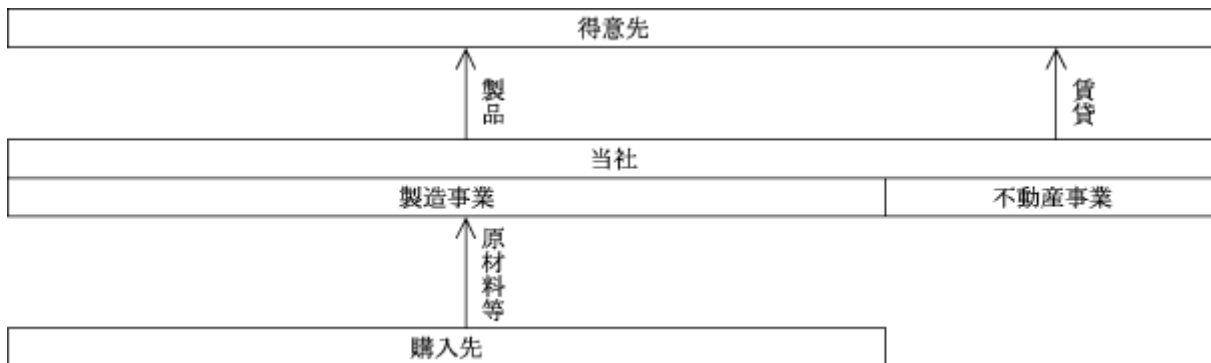 得意先
製品
賃貸
当社
製造事業
不動産事業
原材料等
購入先